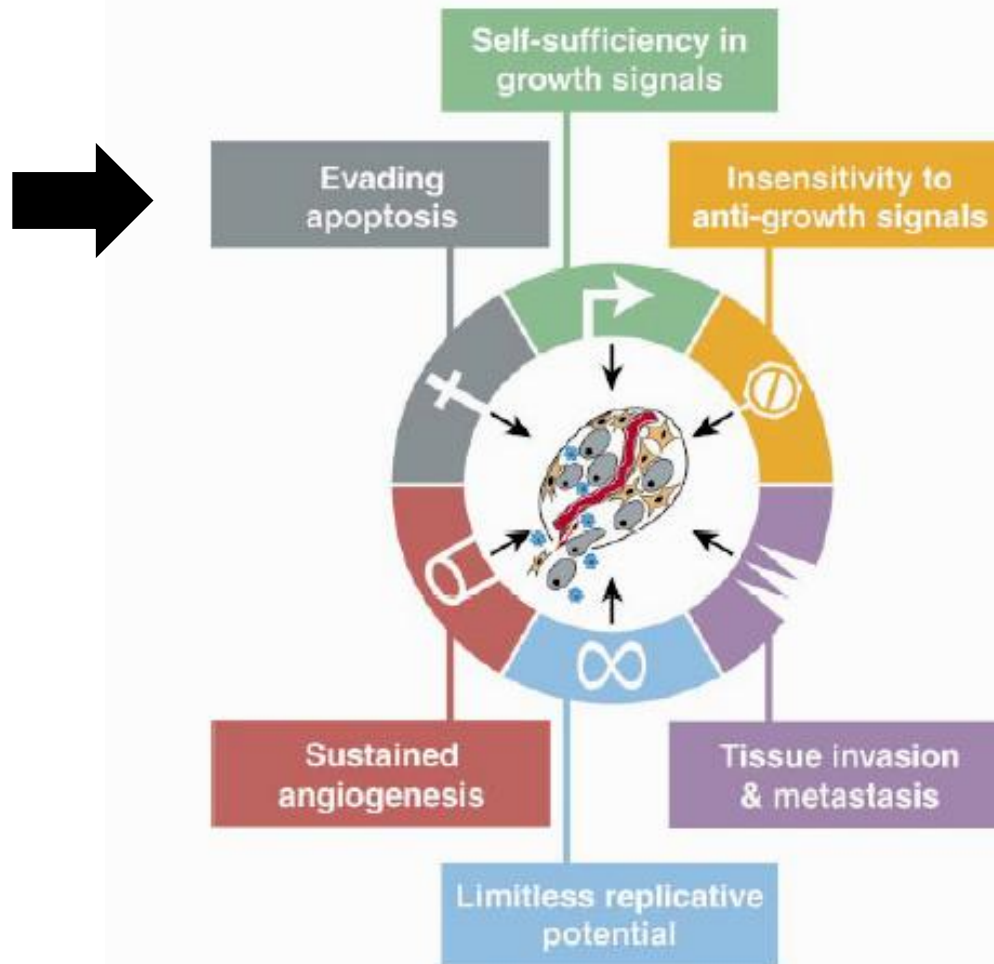 Self-sufficiency in
growth signals
Evading
apoptosis
Insensitivity to
anti-growth signals
Sustained
angiogenesis
Tissue invasion
& metastasis
Limitless replicative
potential